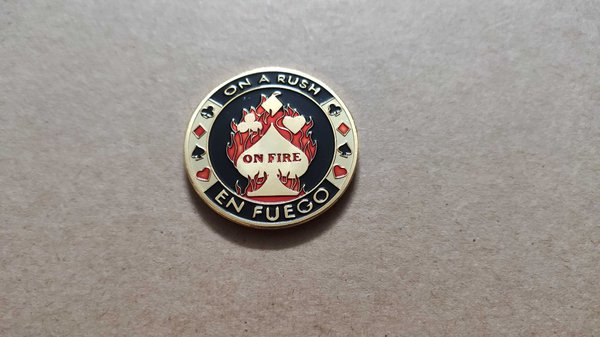 ON A RUSH
ON FIRE
EN FUEGO